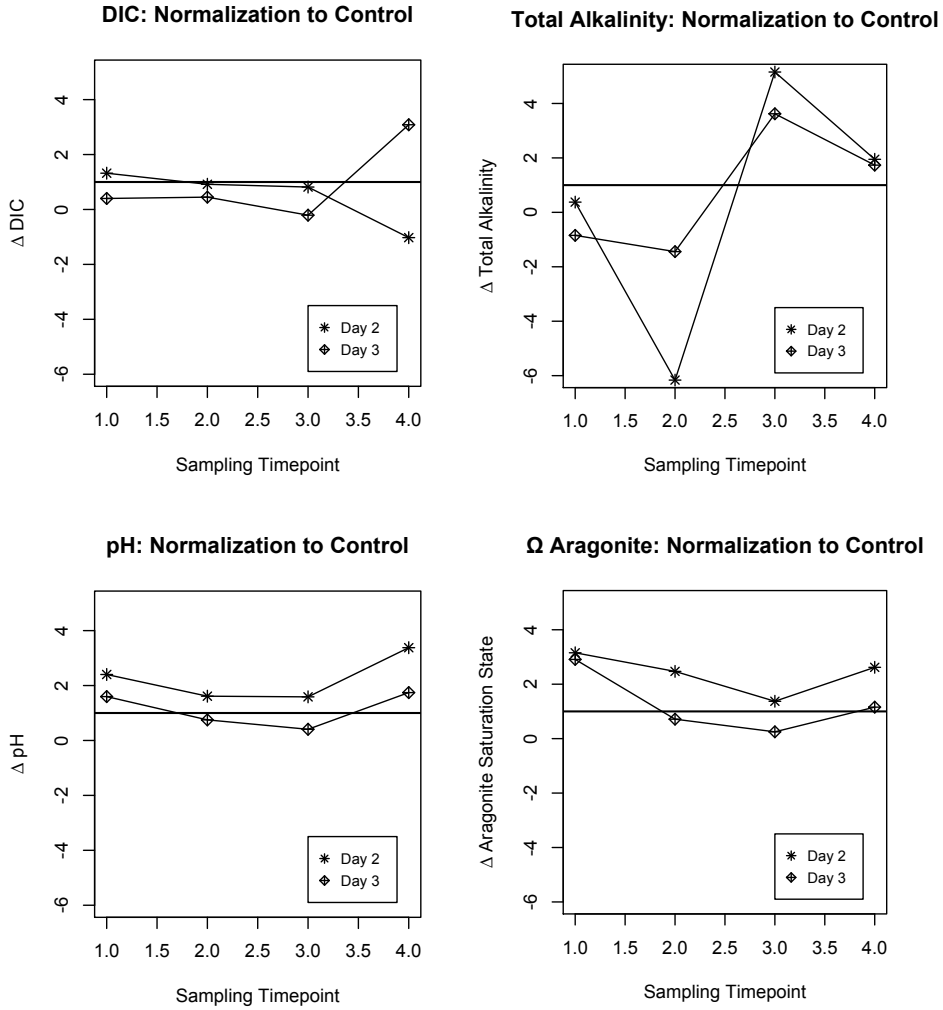 DIC: Normalization to Control
Δ DIC
4
2
0
-2
-4
-6
Day 2
Day 3
1.0 1.5 2.0 2.5 3.0 3.5 4.0
Sampling Timepoint
Total Alkalinity: Normalization to Control
Δ Total Alkalinity
4
2
0
-2
-4
-6
Day 2
Day 3
1.0 1.5 2.0 2.5 3.0 3.5 4.0
Sampling Timepoint
pH: Normalization to Control
Δ pH
4
2
0
-2
-4
-6
Day 2
Day 3
1.0 1.5 2.0 2.5 3.0 3.5 4.0
Sampling Timepoint
Ω Aragonite: Normalization to Control
Δ Aragonite Saturation State
4
2
0
-2
-4
-6
Day 2
Day 3
1.0 1.5 2.0 2.5 3.0 3.5 4.0
Sampling Timepoint